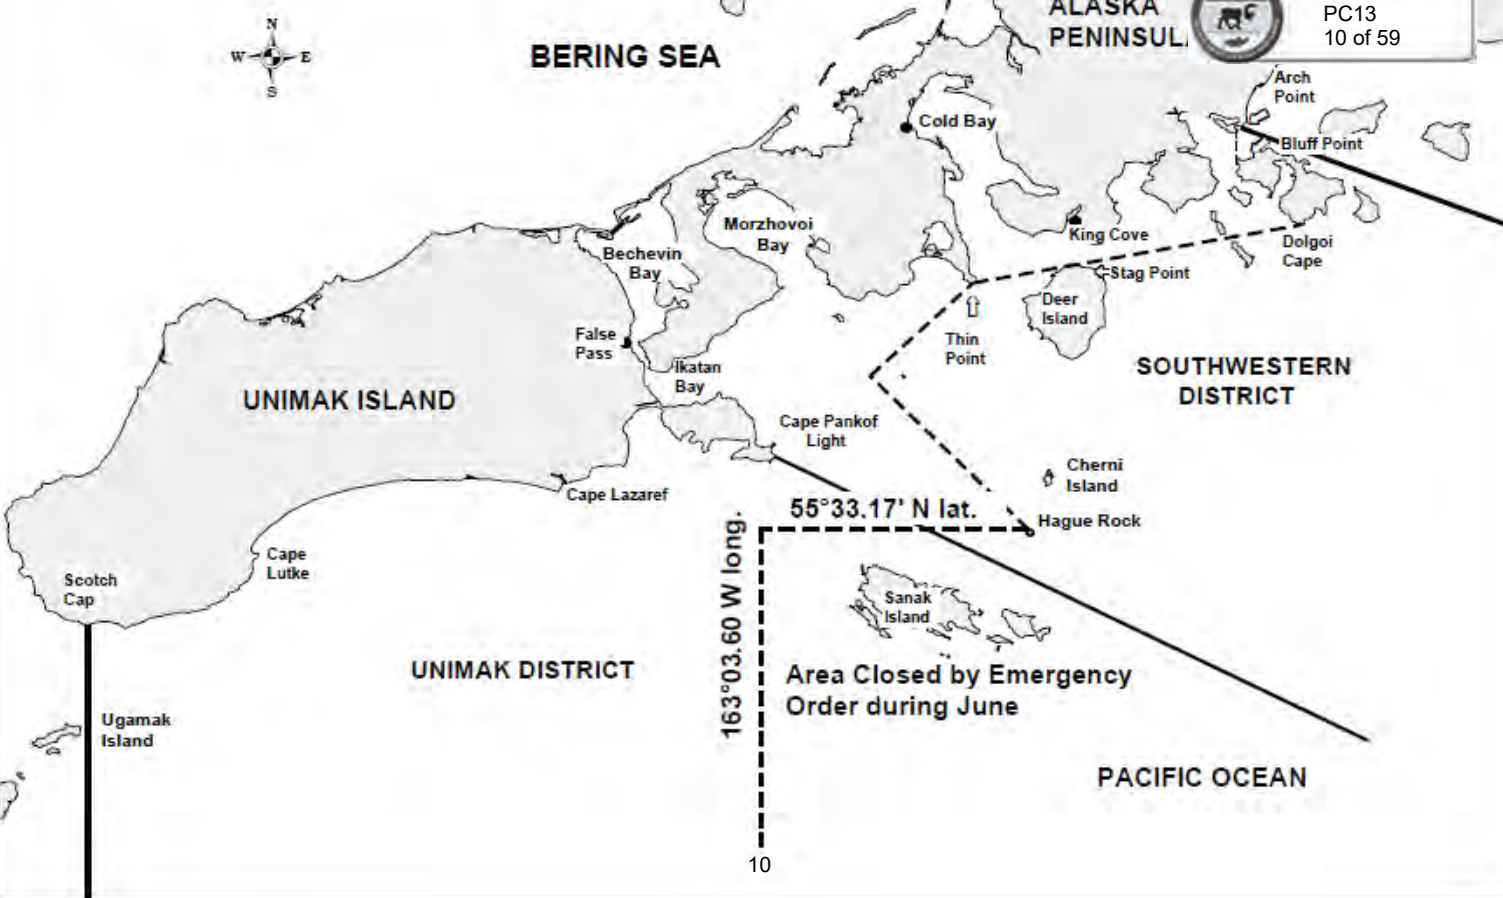 ALASKA
PENINSUL
PC13
10 of 59
N
W E
S
BERING SEA
Arch
Point
Cold Bay
Bluff Point
Morzhovoi
Bay
King Cove
Bechevin
Bay
Dolgoi
Cape
Stag Point
Deer
Island
False
Pass
Thin
Point
Ikatan
Bay
SOUTHWESTERN
DISTRICT
UNIMAK ISLAND
Cape Pankof
Light
Cherni
Island
Cape Lazaref
55°33.17' N lat.
Hague Rock
163°03.60 W long.
Cape
Lutke
Scotch
Cap
Sanak
Island
UNIMAK DISTRICT
Area Closed by Emergency
Order during June
Ugamak
Island
PACIFIC OCEAN
10